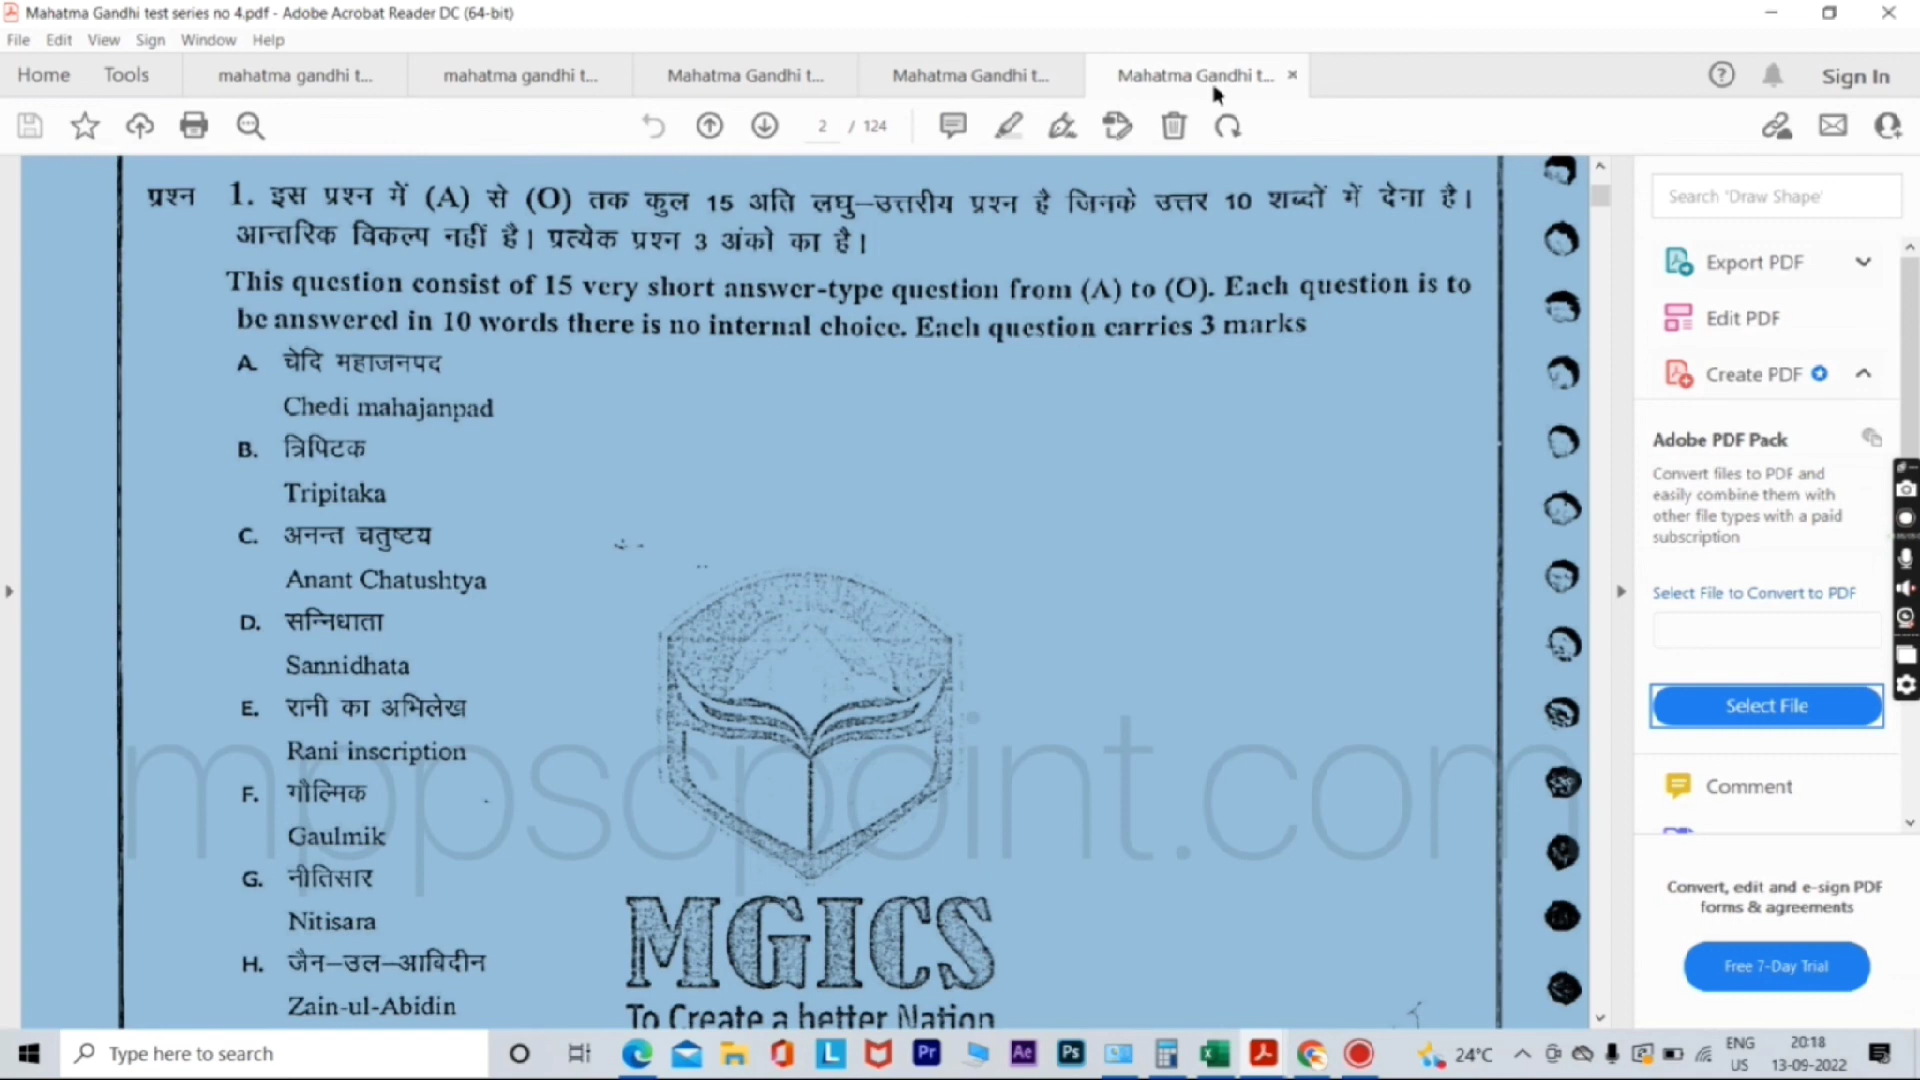 Mahatma Gandhi test series no 4.pdf - Adobe Acrobat Reader DC (64-bit)
File Edit View Sign Window Help
Home Tools mahatma gandhi t... mahatma gandhi t... Mahatma Gandhi t... Mahatma Gandhi t... Mahatma Gandhi t... × Sign In
2 / 124
प्रश्न 1. इस प्रश्न में (A) से (O) तक कुल 15 अति लघु–उत्तरीय प्रश्न है जिनके उत्तर 10 शब्दों में देना है।
आन्तरिक विकल्प नहीं है। प्रत्येक प्रश्न 3 अंको का है।
This question consist of 15 very short answer-type question from (A) to (O). Each question is to
be answered in 10 words there is no internal choice. Each question carries 3 marks
A. चेदि महाजनपद
Chedi mahajanpad
B. त्रिपिटक
Tripitaka
C. अनन्त चतुष्टय
Anant Chatushtya
D. सन्निधाता
Sannidhata
E. रानी का अभिलेख
Rani inscription
F. गौल्मिक
Gaulmik
G. नीतिसार
Nitisara
H. जैन–उल–आविदीन
Zain-ul-Abidin
mppscpoint.com
MGICS
To Create a better Nation
Search 'Draw Shape'
Export PDF
Edit PDF
Create PDF
Adobe PDF Pack
Convert files to PDF and
easily combine them with
other file types with a paid
subscription
Select File to Convert to PDF
Select File
Comment
Convert, edit and e-sign PDF
forms & agreements
Free 7-Day Trial
Type here to search
L Pr Ae Ps
24°C
ENG
US
20:18
13-09-2022